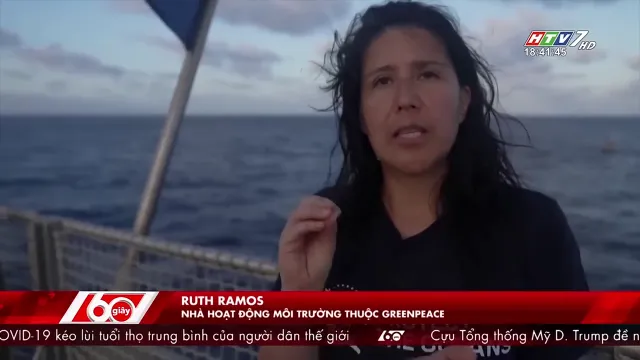 HTV7 HD
18:41:45
RUTH RAMOS
60 giây
NHÀ HOẠT ĐỘNG MÔI TRƯỜNG THUỘC GREENPEACE
OVID-19 kéo lùi tuổi thọ trung bình của người dân thế giới 60 Cựu Tổng thống Mỹ D. Trump đề n